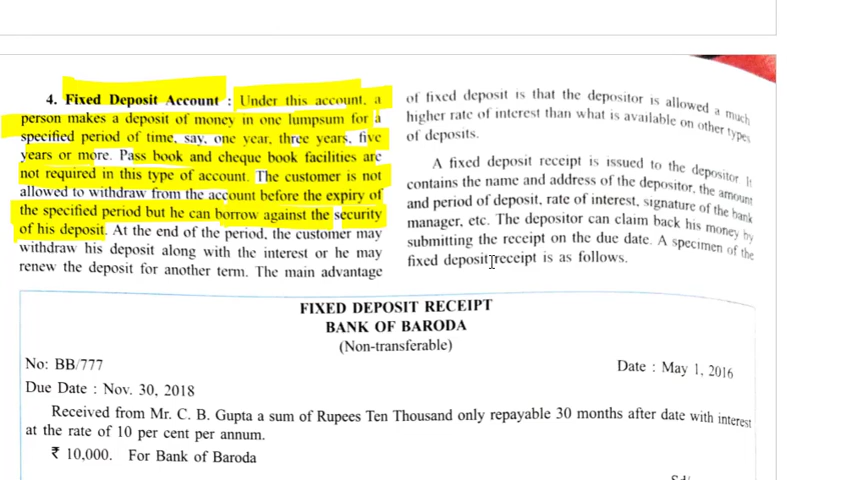 4. Fixed Deposit Account : Under this account, a
person makes a deposit of money in one lumpsum for a
specified period of time, say, one year, three years, five
years or more. Pass book and cheque book facilities are
not required in this type of account. The customer is not
allowed to withdraw from the account before the expiry of
the specified period but he can borrow against the security
of his deposit. At the end of the period, the customer may
withdraw his deposit along with the interest or he may
renew the deposit for another term. The main advantage
of fixed deposit is that the depositor is allowed a much
higher rate of interest than what is available on other types
of deposits.
A fixed deposit receipt is issued to the depositor. It
contains the name and address of the depositor, the amount
and period of deposit, rate of interest, signature of the bank
manager, etc. The depositor can claim back his money by
submitting the receipt on the due date. A specimen of the
fixed deposit receipt is as follows.
FIXED DEPOSIT RECEIPT
BANK OF BARODA
(Non-transferable)
No: BB/777
Date : May 1, 2016
Due Date : Nov. 30, 2018
Received from Mr. C. B. Gupta a sum of Rupees Ten Thousand only repayable 30 months after date with interest
at the rate of 10 per cent per annum.
₹ 10,000. For Bank of Baroda